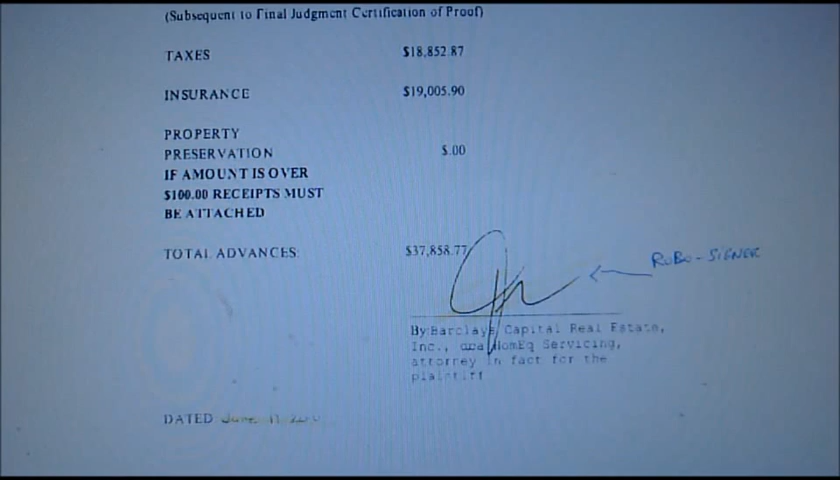 (Subsequent to Final Judgment Certification of Proof)
TAXES $18,852.87
INSURANCE $19,005.90
PROPERTY
PRESERVATION $.00
IF AMOUNT IS OVER
$100.00 RECEIPTS MUST
BE ATTACHED
TOTAL ADVANCES: $37,858.77
ROBO-SIGNER
By:Barclays Capital Real Estate,
Inc., dba HomEq Servicing,
attorney in fact for the
plaintiff
DATED June